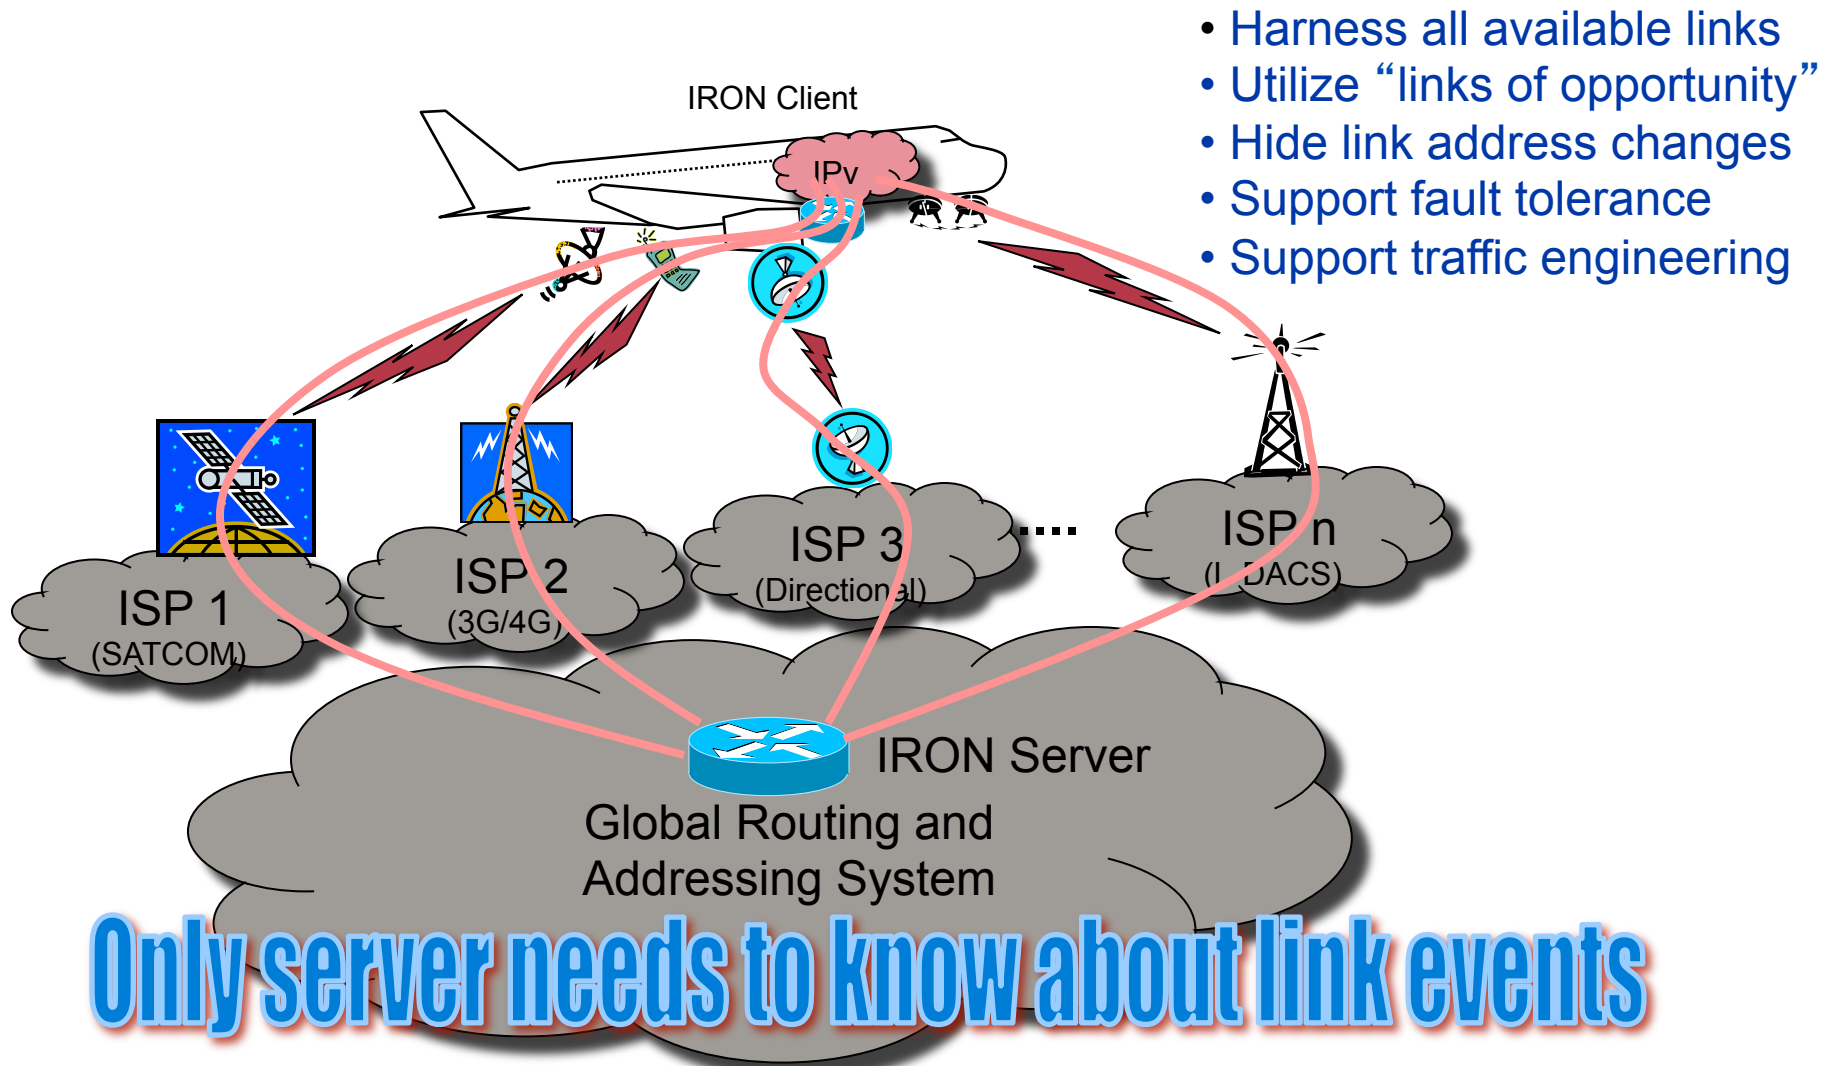 • Harness all available links
• Utilize “links of opportunity”
• Hide link address changes
• Support fault tolerance
• Support traffic engineering
IRON Client
IPv
ISP 1
(SATCOM)
ISP 2
(3G/4G)
ISP 3
(Directional)
ISP n
(L_DACS)
IRON Server
Global Routing and
Addressing System
Only server needs to know about link events